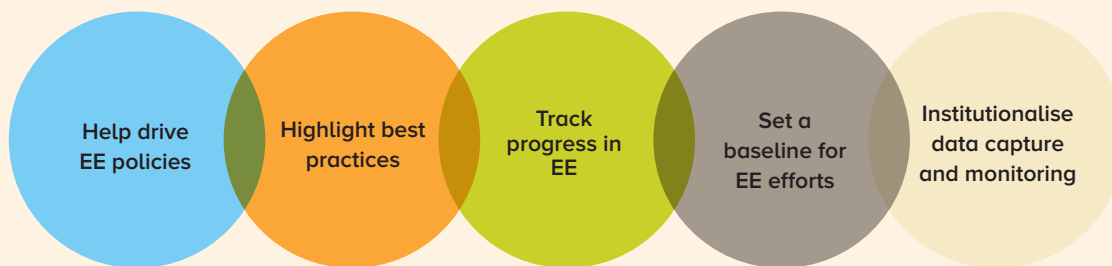 Help drive
EE policies
Highlight best
practices
Track
progress in
EE
Set a
baseline for
EE efforts
Institutionalise
data capture
and monitoring